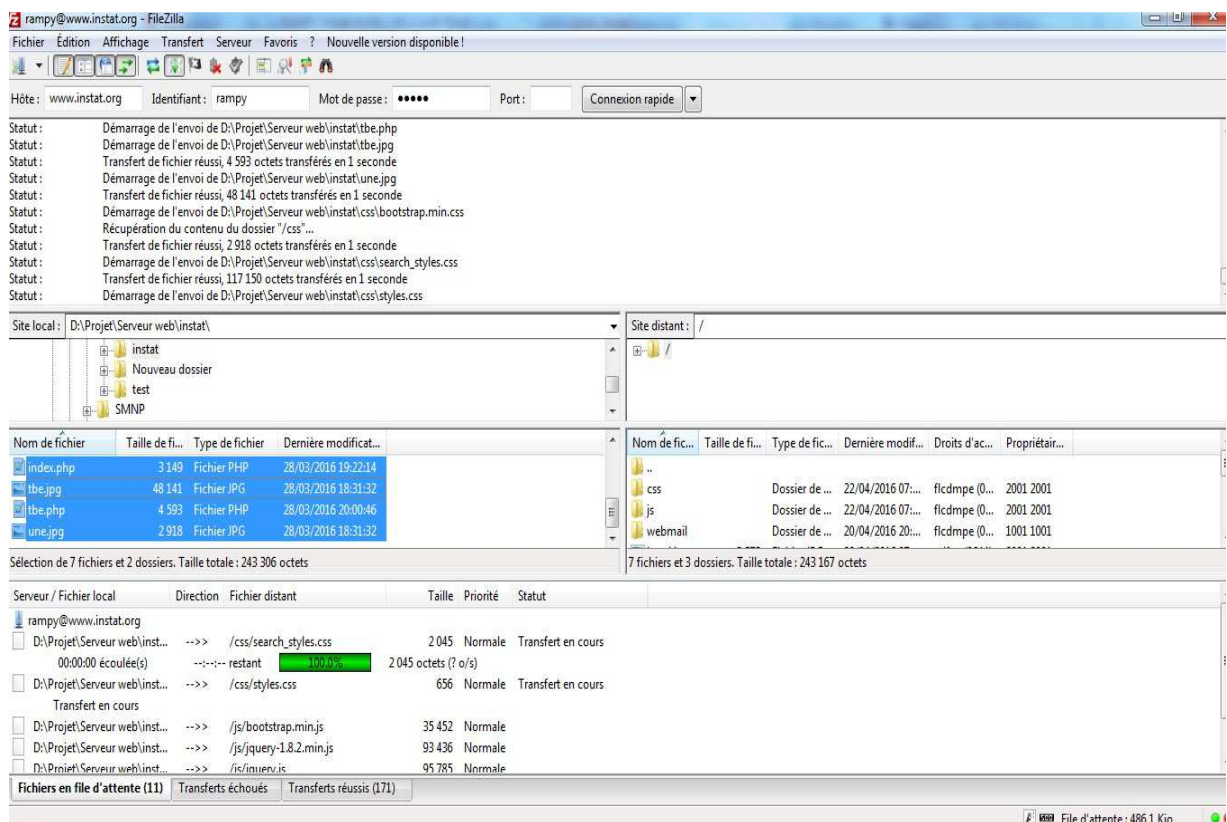 rampy@www.instat.org - FileZilla
Fichier Édition Affichage Transfert Serveur Favoris ? Nouvelle version disponible !
Hôte : www.instat.org Identifiant : rampy Mot de passe : ●●●●● Port : Connexion rapide
Statut : Démarrage de l'envoi de D:\Projet\Serveur web\instat\tbe.php
Statut : Démarrage de l'envoi de D:\Projet\Serveur web\instat\tbe.jpg
Statut : Transfert de fichier réussi, 4 593 octets transférés en 1 seconde
Statut : Démarrage de l'envoi de D:\Projet\Serveur web\instat\une.jpg
Statut : Transfert de fichier réussi, 48 141 octets transférés en 1 seconde
Statut : Démarrage de l'envoi de D:\Projet\Serveur web\instat\css\bootstrap.min.css
Statut : Récupération du contenu du dossier "/css"...
Statut : Transfert de fichier réussi, 2 918 octets transférés en 1 seconde
Statut : Démarrage de l'envoi de D:\Projet\Serveur web\instat\css\search_styles.css
Statut : Transfert de fichier réussi, 117 150 octets transférés en 1 seconde
Statut : Démarrage de l'envoi de D:\Projet\Serveur web\instat\css\styles.css
Site local : D:\Projet\Serveur web\instat\
instat
Nouveau dossier
test
SMNP
Site distant : /
/
Nom de fichier Taille de fi... Type de fichier Dernière modificat...
index.php 3 149 Fichier PHP 28/03/2016 19:22:14
tbe.jpg 48 141 Fichier JPG 28/03/2016 18:31:32
tbe.php 4 593 Fichier PHP 28/03/2016 20:00:46
une.jpg 2 918 Fichier JPG 28/03/2016 18:31:32
Sélection de 7 fichiers et 2 dossiers. Taille totale : 243 306 octets
Nom de fic... Taille de fi... Type de fic... Dernière modif... Droits d'ac... Propriétair...
..
css Dossier de ... 22/04/2016 07:... flcdmpe (0... 2001 2001
js Dossier de ... 22/04/2016 07:... flcdmpe (0... 2001 2001
webmail Dossier de ... 20/04/2016 20:... flcdmpe (0... 1001 1001
7 fichiers et 3 dossiers. Taille totale : 243 167 octets
Serveur / Fichier local Direction Fichier distant Taille Priorité Statut
rampy@www.instat.org
D:\Projet\Serveur web\inst... -->> /css/search_styles.css 2 045 Normale Transfert en cours
00:00:00 écoulée(s) --:--:-- restant 100.0% 2 045 octets (? o/s)
D:\Projet\Serveur web\inst... -->> /css/styles.css 656 Normale Transfert en cours
Transfert en cours
D:\Projet\Serveur web\inst... -->> /js/bootstrap.min.js 35 452 Normale
D:\Projet\Serveur web\inst... -->> /js/jquery-1.8.2.min.js 93 436 Normale
D:\Projet\Serveur web\inst... -->> /js/jquery.js 95 785 Normale
Fichiers en file d'attente (11) Transferts échoués Transferts réussis (171)
File d'attente : 486,1 Kio